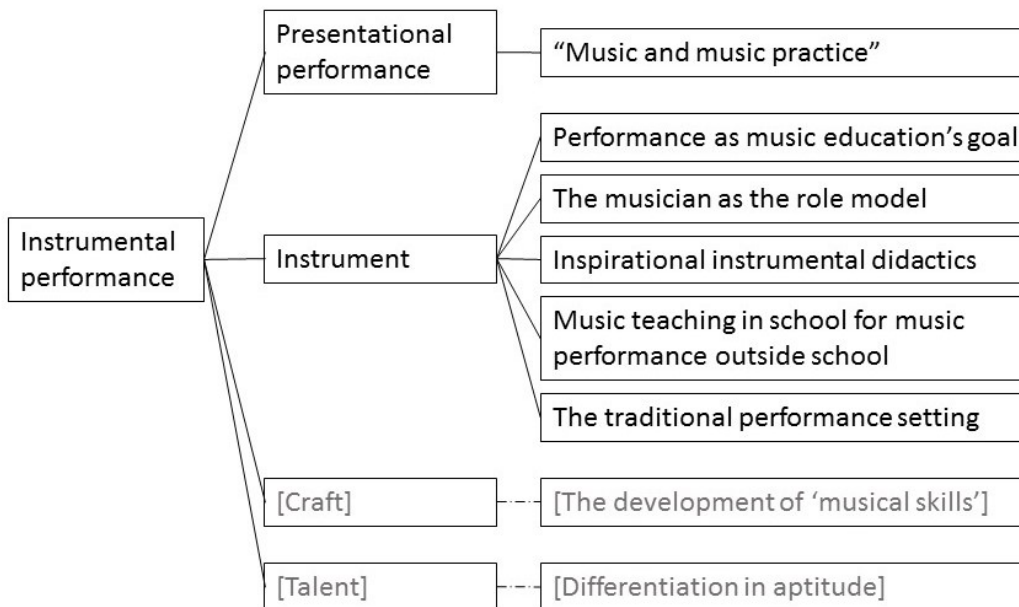 Presentational
performance
“Music and music practice”
Performance as music education’s goal
The musician as the role model
Instrumental
performance
Instrument
Inspirational instrumental didactics
Music teaching in school for music
performance outside school
The traditional performance setting
[Craft]
[The development of ‘musical skills’]
[Talent]
[Differentiation in aptitude]